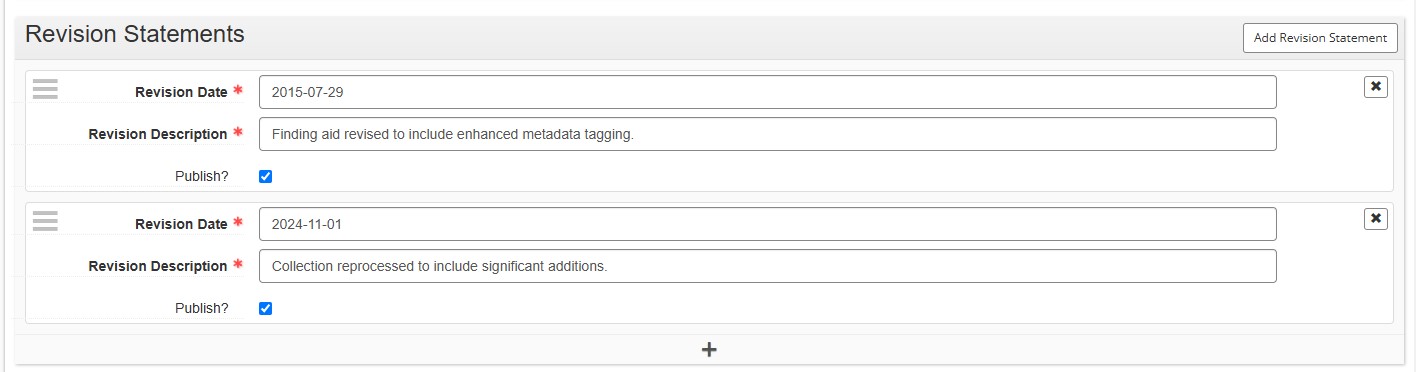 Revision Statements
Add Revision Statement
Revision Date * 2015-07-29
Revision Description * Finding aid revised to include enhanced metadata tagging.
Publish?
Revision Date * 2024-11-01
Revision Description * Collection reprocessed to include significant additions.
Publish?